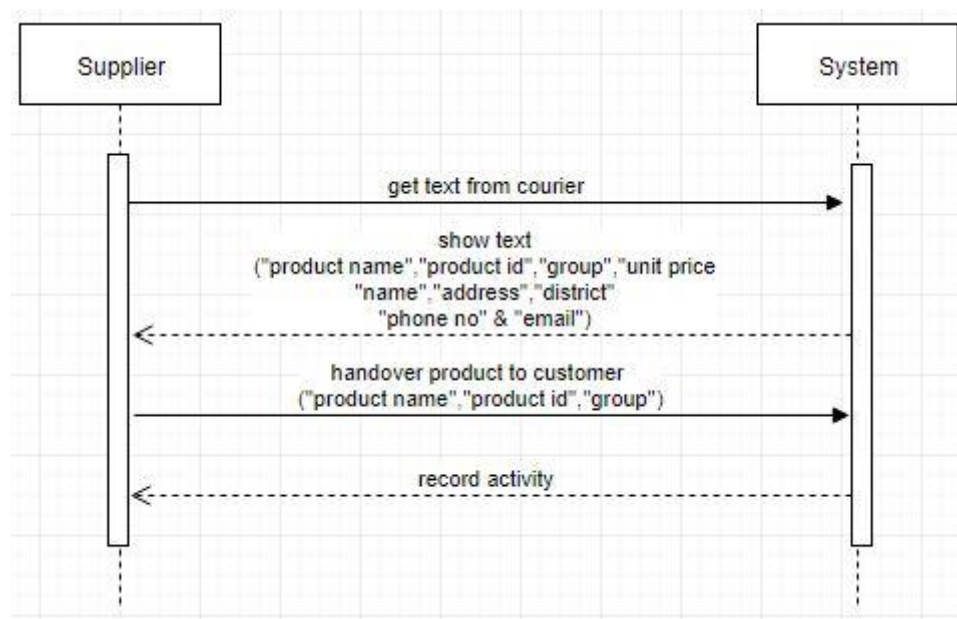 Supplier
System
get text from courier
show text
("product name","product id","group","unit price
"name","address","district"
"phone no" & "email")
handover product to customer
("product name","product id","group")
record activity